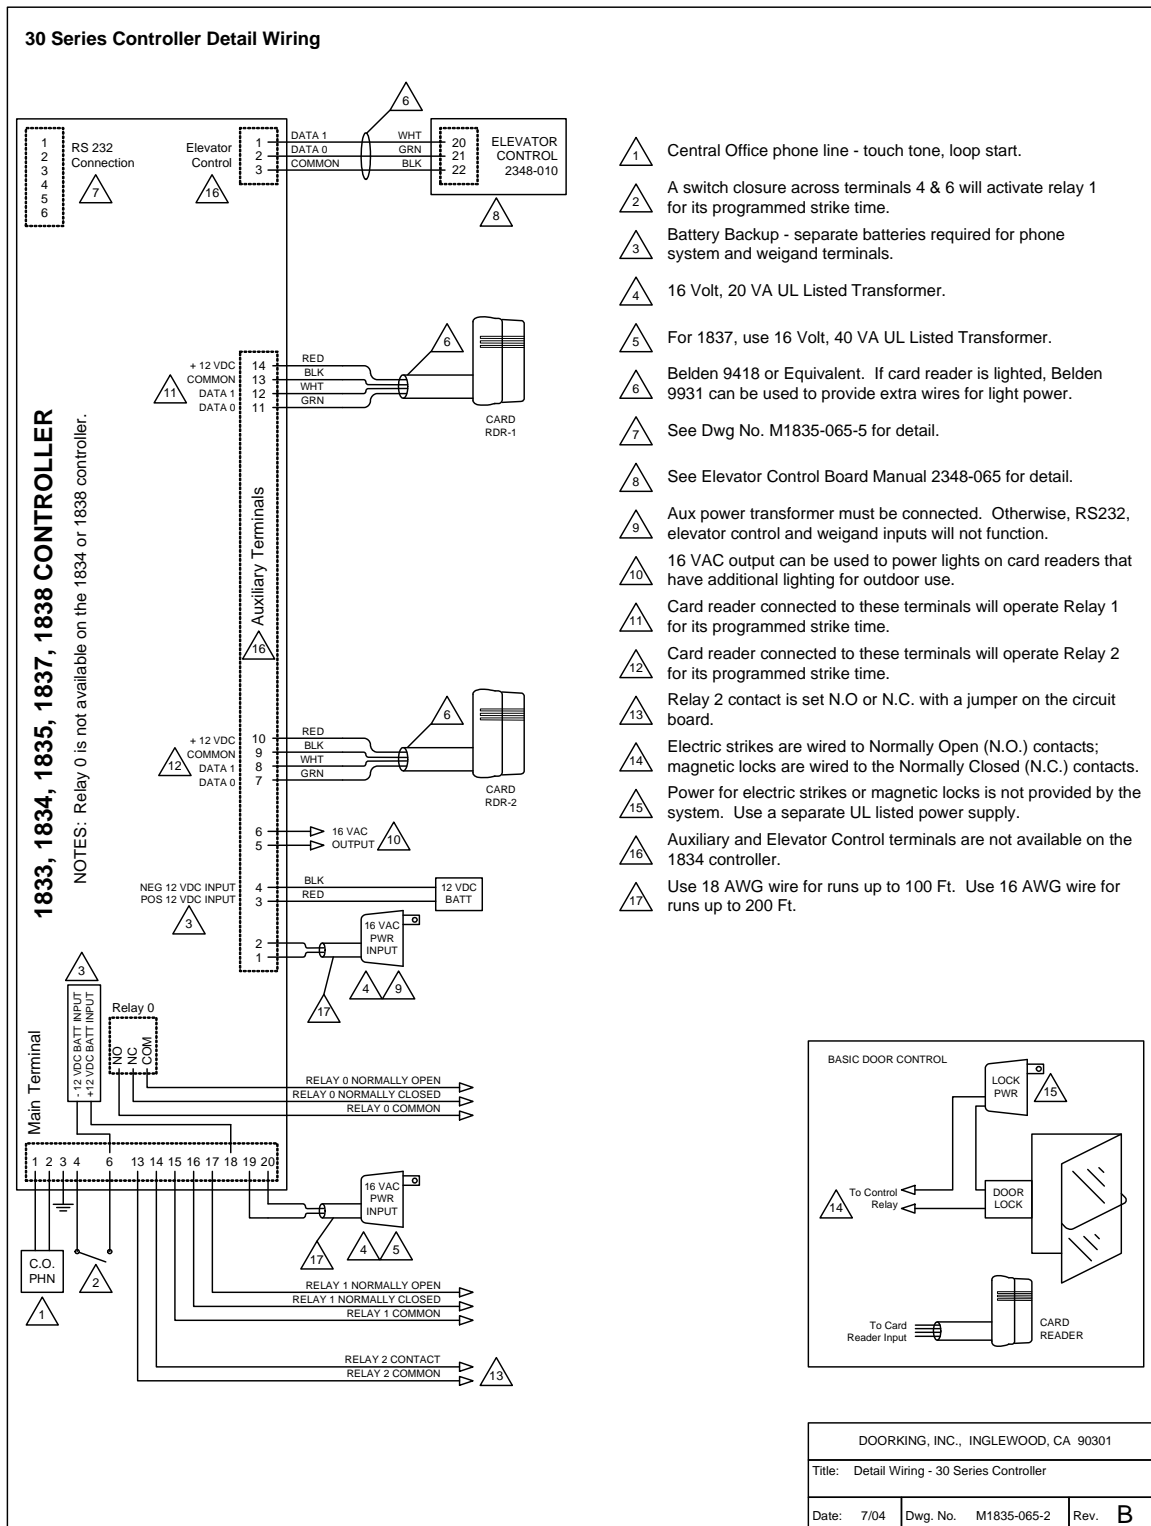 30 Series Controller Detail Wiring
1
2
3
4
5
6
RS 232
Connection
7
Elevator
Control
16
1
2
3
DATA 1
DATA 0
COMMON
6
WHT
GRN
BLK
20
21
22
ELEVATOR
CONTROL
2348-010
8
1833, 1834, 1835, 1837, 1838 CONTROLLER
NOTES: Relay 0 is not available on the 1834 or 1838 controller.
Auxiliary Terminals
16
+ 12 VDC
COMMON
DATA 1
DATA 0
11
14
13
12
11
RED
BLK
WHT
GRN
6
CARD
RDR-1
+ 12 VDC
COMMON
DATA 1
DATA 0
12
10
9
8
7
RED
BLK
WHT
GRN
6
CARD
RDR-2
6
5
16 VAC
OUTPUT
10
NEG 12 VDC INPUT
POS 12 VDC INPUT
3
4
3
BLK
RED
12 VDC
BATT
2
1
16 VAC
PWR
INPUT
17
4
9
3
- 12 VDC BATT INPUT
+12 VDC BATT INPUT
Relay 0
NO
NC
COM
Main Terminal
RELAY 0 NORMALLY OPEN
RELAY 0 NORMALLY CLOSED
RELAY 0 COMMON
1 2 3 4 6 13 14 15 16 17 18 19 20
16 VAC
PWR
INPUT
17
4
5
C.O.
PHN
1
2
RELAY 1 NORMALLY OPEN
RELAY 1 NORMALLY CLOSED
RELAY 1 COMMON
RELAY 2 CONTACT
RELAY 2 COMMON
13
1 Central Office phone line - touch tone, loop start.
2 A switch closure across terminals 4 & 6 will activate relay 1
for its programmed strike time.
3 Battery Backup - separate batteries required for phone
system and weigand terminals.
4 16 Volt, 20 VA UL Listed Transformer.
5 For 1837, use 16 Volt, 40 VA UL Listed Transformer.
6 Belden 9418 or Equivalent. If card reader is lighted, Belden
9931 can be used to provide extra wires for light power.
7 See Dwg No. M1835-065-5 for detail.
8 See Elevator Control Board Manual 2348-065 for detail.
9 Aux power transformer must be connected. Otherwise, RS232,
elevator control and weigand inputs will not function.
10 16 VAC output can be used to power lights on card readers that
have additional lighting for outdoor use.
11 Card reader connected to these terminals will operate Relay 1
for its programmed strike time.
12 Card reader connected to these terminals will operate Relay 2
for its programmed strike time.
13 Relay 2 contact is set N.O or N.C. with a jumper on the circuit
board.
14 Electric strikes are wired to Normally Open (N.O.) contacts;
magnetic locks are wired to the Normally Closed (N.C.) contacts.
15 Power for electric strikes or magnetic locks is not provided by the
system. Use a separate UL listed power supply.
16 Auxiliary and Elevator Control terminals are not available on the
1834 controller.
17 Use 18 AWG wire for runs up to 100 Ft. Use 16 AWG wire for
runs up to 200 Ft.
BASIC DOOR CONTROL
LOCK
PWR
15
To Control
Relay
14
DOOR
LOCK
To Card
Reader Input
CARD
READER
DOORKING, INC., INGLEWOOD, CA 90301
Title: Detail Wiring - 30 Series Controller
Date: 7/04 Dwg. No. M1835-065-2 Rev. B